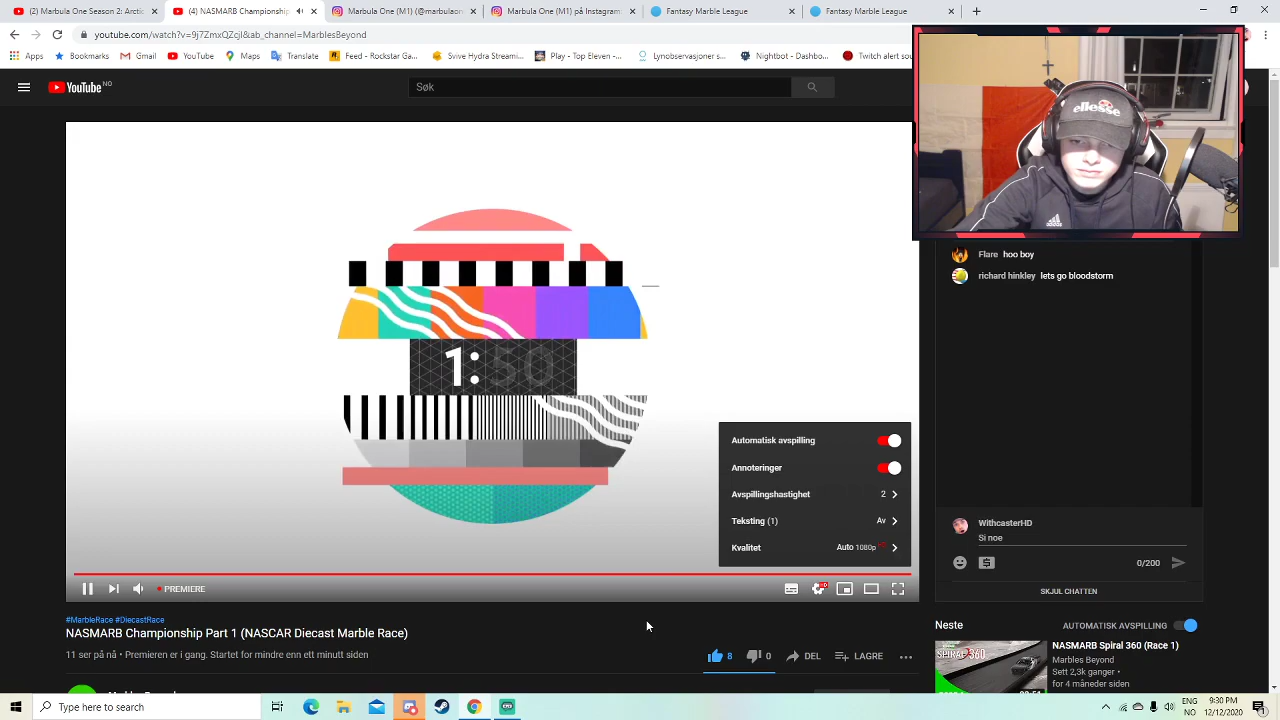 (2) Marbula One Season 2: Arctic
(4) NASMARB Championship
Marbula One (M1) (@marbulaone
Marbula One (M1) på Instagram
Fantasy Marble League
Fantasy Marble League
Apps
Bookmarks
Gmail
YouTube
Maps
Translate
Feed - Rockstar Gam...
Svive Hydra Streami...
Play - Top Eleven -...
Lynobservasjoner s...
Nightbot - Dashbo...
Twitch alert sou
YouTube NO
Søk
ellesse
adidas
Flare hoo boy
richard hinkley lets go bloodstorm
1:50
Automatisk avspilling
Annoteringer
Avspillingshastighet 2
Teksting (1) Av
Kvalitet Auto 1080p HD
WithcasterHD
Si noe
0/200
SKJUL CHATTEN
PREMIERE
#MarbleRace #DiecastRace
NASMARB Championship Part 1 (NASCAR Diecast Marble Race)
11 ser på nå • Premieren er i gang. Startet for mindre enn ett minutt siden
8 0 DEL LAGRE
Neste AUTOMATISK AVSPILLING
SPIRAL 360
NASMARB Spiral 360 (Race 1)
Marbles Beyond
Sett 2,3k ganger •
for 4 måneder siden
Type here to search
ENG
NO
9:30 PM
12/12/2020